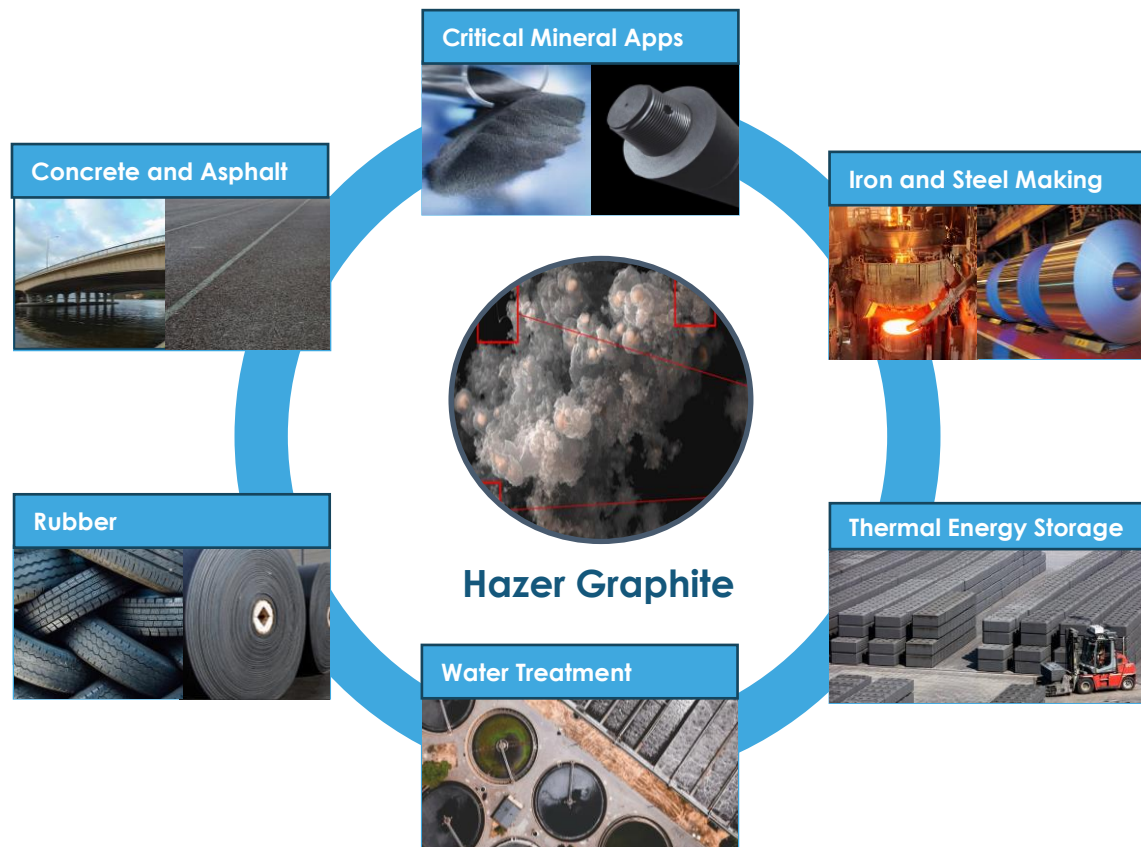 Critical Mineral Apps
Concrete and Asphalt
Iron and Steel Making
Rubber
Thermal Energy Storage
Hazer Graphite
Water Treatment